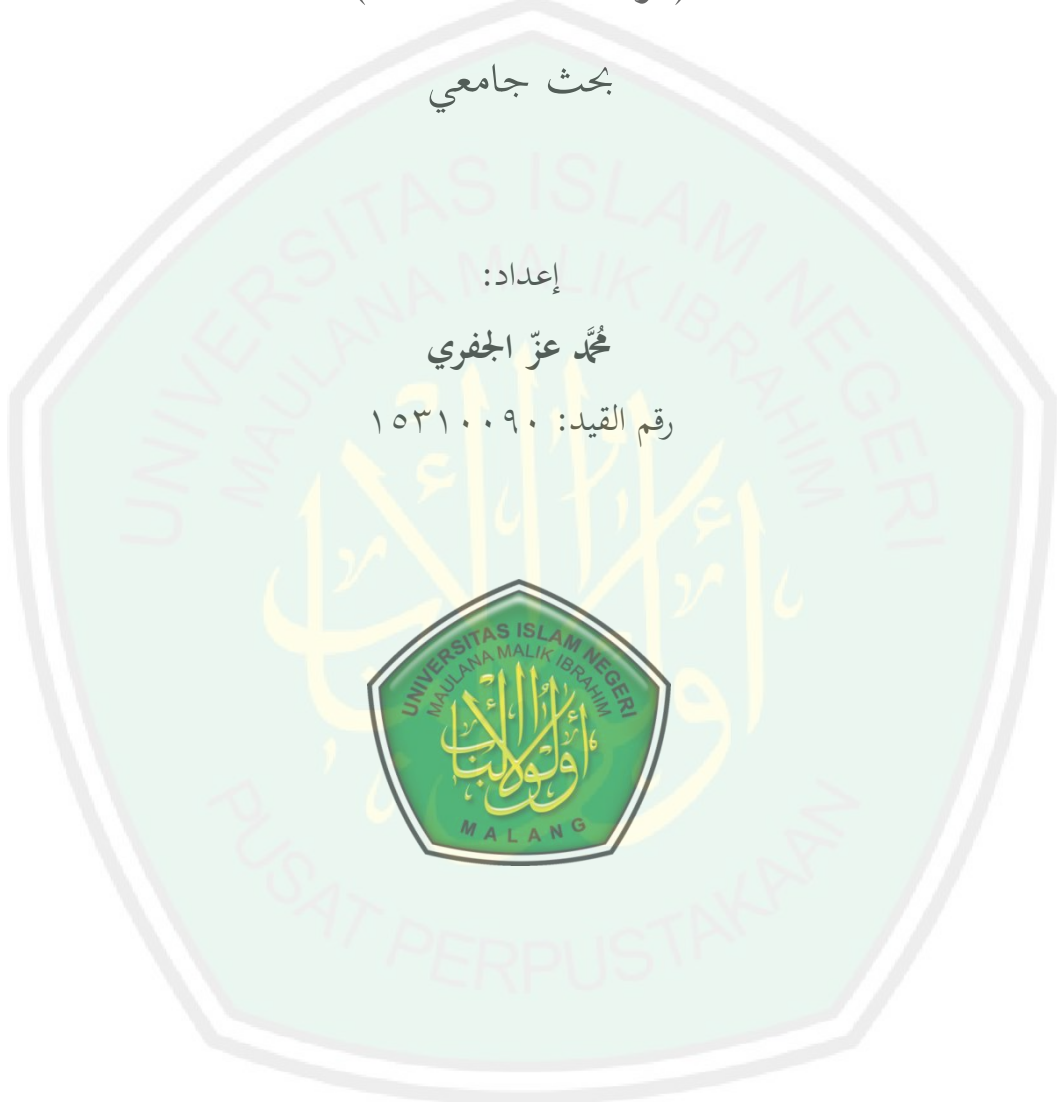 بحث جامعي
إعداد:
مُحَمَّد عزّ الجفري
رقم القيد: ١٥٣١٠٠٩٠
UNIVERSITAS ISLAM NEGERI
MAULANA MALIK IBRAHIM
PUSAT PERPUSTAKAAN
UNIVERSITAS ISLAM NEGERI
MAULANA MALIK IBRAHIM
أولو الألباب
MALANG